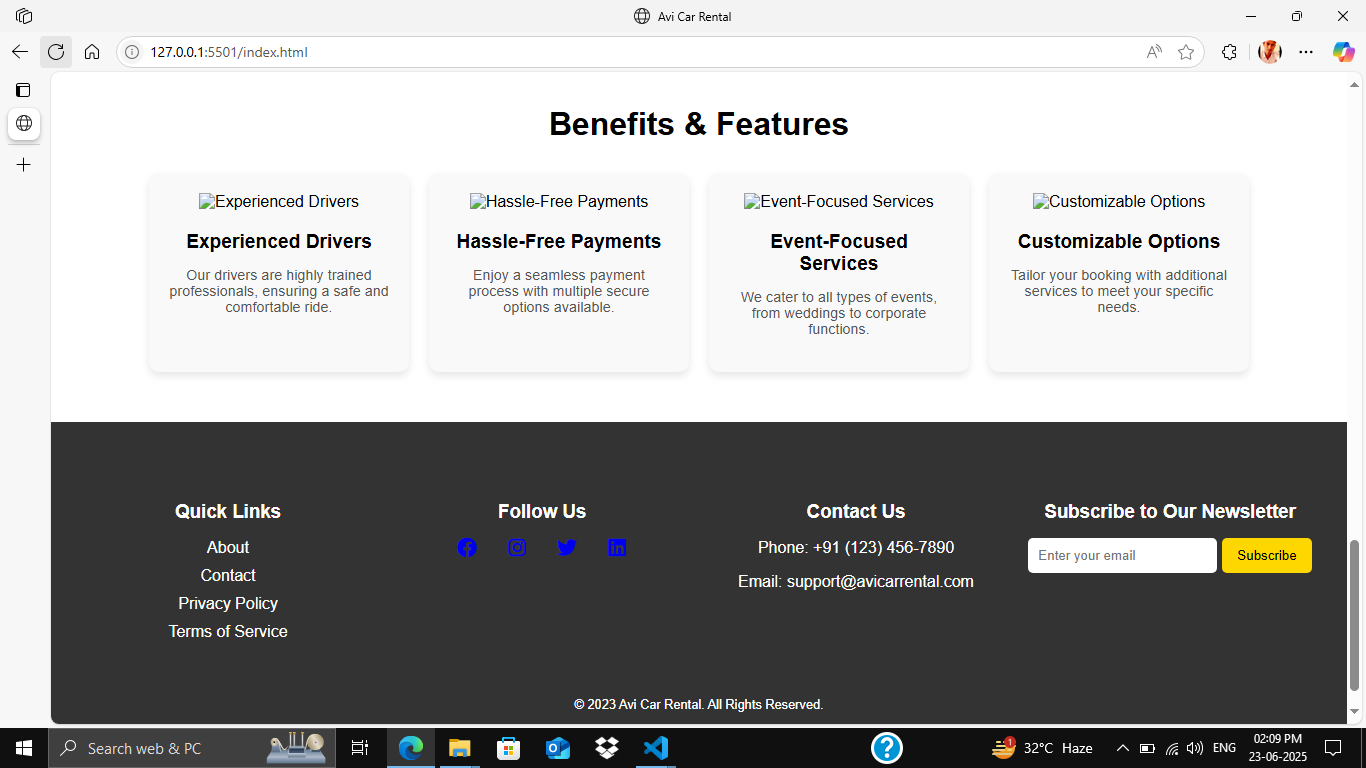 Avi Car Rental
127.0.0.1:5501/index.html
Benefits & Features
Experienced Drivers
Experienced Drivers
Our drivers are highly trained
professionals, ensuring a safe and
comfortable ride.
Hassle-Free Payments
Hassle-Free Payments
Enjoy a seamless payment
process with multiple secure
options available.
Event-Focused Services
Event-Focused
Services
We cater to all types of events,
from weddings to corporate
functions.
Customizable Options
Customizable Options
Tailor your booking with additional
services to meet your specific
needs.
Quick Links
About
Contact
Privacy Policy
Terms of Service
Follow Us
Contact Us
Phone: +91 (123) 456-7890
Email: support@avicarrental.com
Subscribe to Our Newsletter
Enter your email
Subscribe
© 2023 Avi Car Rental. All Rights Reserved.
Search web & PC
1
32°C Haze
ENG
02:09 PM
23-06-2025